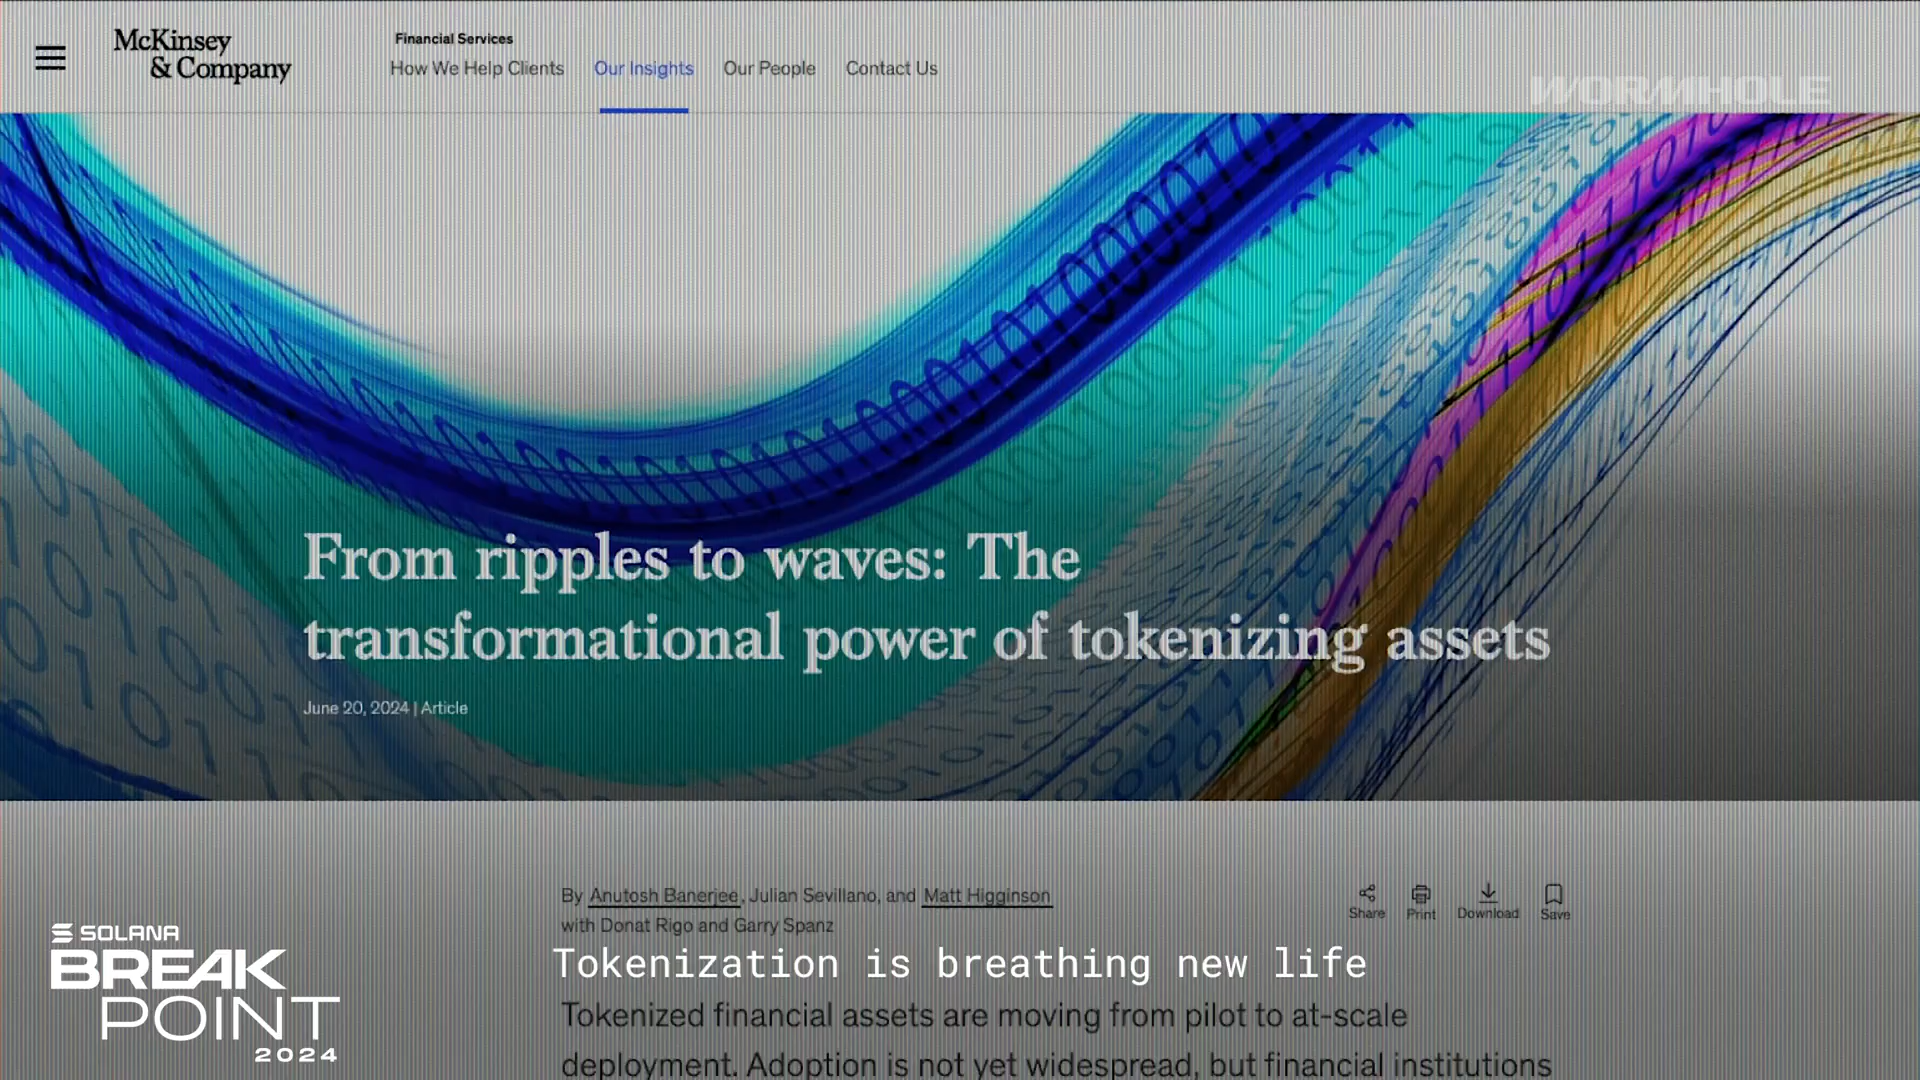 McKinsey
& Company
Financial Services
How We Help Clients
Our Insights
Our People
Contact Us
WORMHOLE
From ripples to waves: The
transformational power of tokenizing assets
June 20, 2024 | Article
By Anutosh Banerjee, Julian Sevillano, and Matt Higginson
with Donat Rigo and Garry Spanz
Share
Print
Download
Save
SOLANA
BREAK
POINT
2024
Tokenization is breathing new life
Tokenized financial assets are moving from pilot to at-scale
deployment. Adoption is not yet widespread, but financial institutions